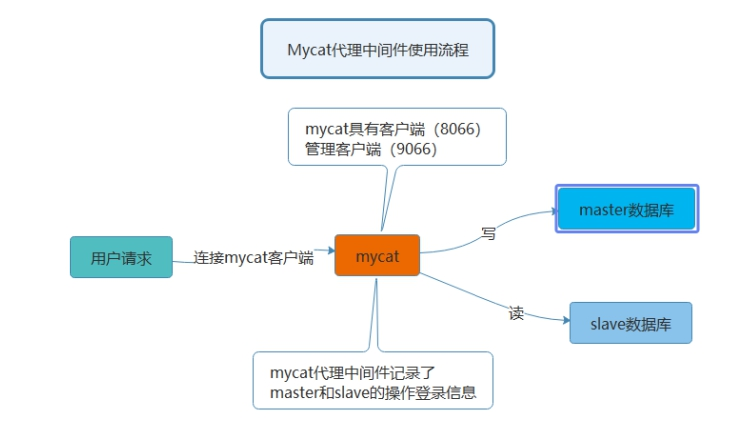 Mycat代理中间件使用流程
mycat具有客户端（8066）
管理客户端（9066）
master数据库
写
用户请求
连接mycat客户端
mycat
读
slave数据库
mycat代理中间件记录了
master和slave的操作登录信息